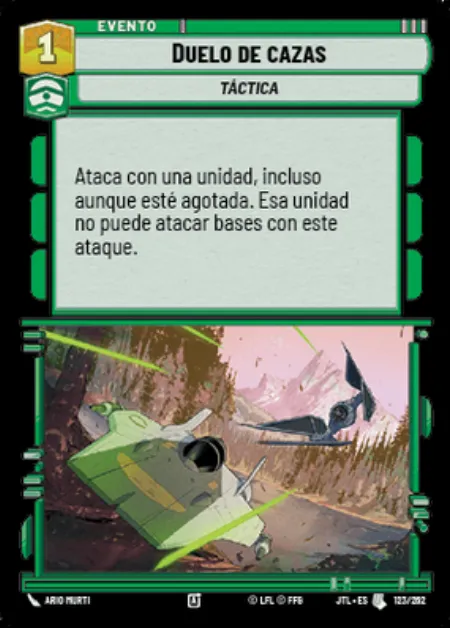 EVENTO
1
DUELO DE CAZAS
TÁCTICA
Ataca con una unidad, incluso
aunque esté agotada. Esa unidad
no puede atacar bases con este
ataque.
ARIO MURTI
A
© LFL © FFG
JTL • ES
123/262